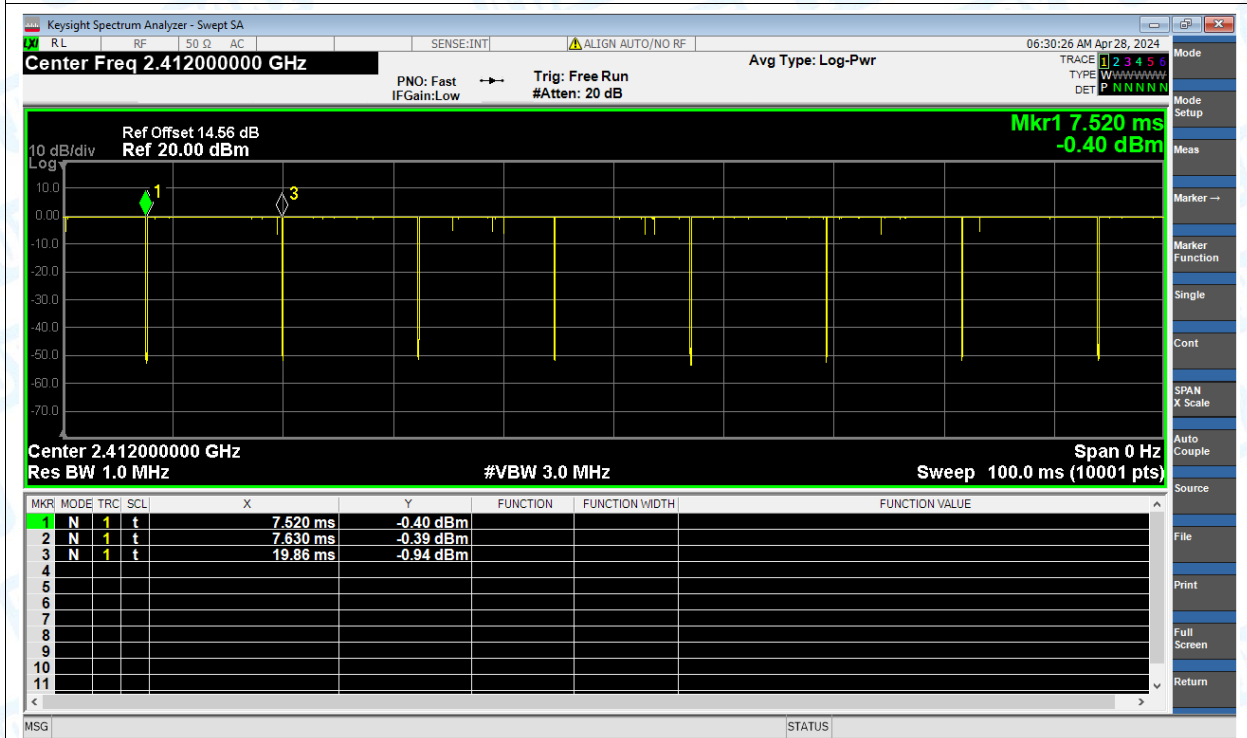 Keysight Spectrum Analyzer - Swept SA
LXI RL RF 50 Ω AC SENSE:INT ALIGN AUTO/NO RF 06:30:26 AM Apr 28, 2024
Center Freq 2.412000000 GHz
PNO: Fast
IFGain:Low
Trig: Free Run
#Atten: 20 dB
Avg Type: Log-Pwr
TRACE 1 2 3 4 5 6
TYPE WWWWWW
DET P N N N N N
Mkr1 7.520 ms
-0.40 dBm
Ref Offset 14.56 dB
10 dB/div Ref 20.00 dBm
Log
10.0
0.00
-10.0
-20.0
-30.0
-40.0
-50.0
-60.0
-70.0
1
3
Center 2.412000000 GHz Span 0 Hz
Res BW 1.0 MHz #VBW 3.0 MHz Sweep 100.0 ms (10001 pts)
MKR MODE TRC SCL X Y FUNCTION FUNCTION WIDTH FUNCTION VALUE
1 N 1 t 7.520 ms -0.40 dBm
2 N 1 t 7.630 ms -0.39 dBm
3 N 1 t 19.86 ms -0.94 dBm
4
5
6
7
8
9
10
11
MSG STATUS
Mode
Mode
Setup
Meas
Marker →
Marker
Function
Single
Cont
SPAN
X Scale
Auto
Couple
Source
File
Print
Full
Screen
Return